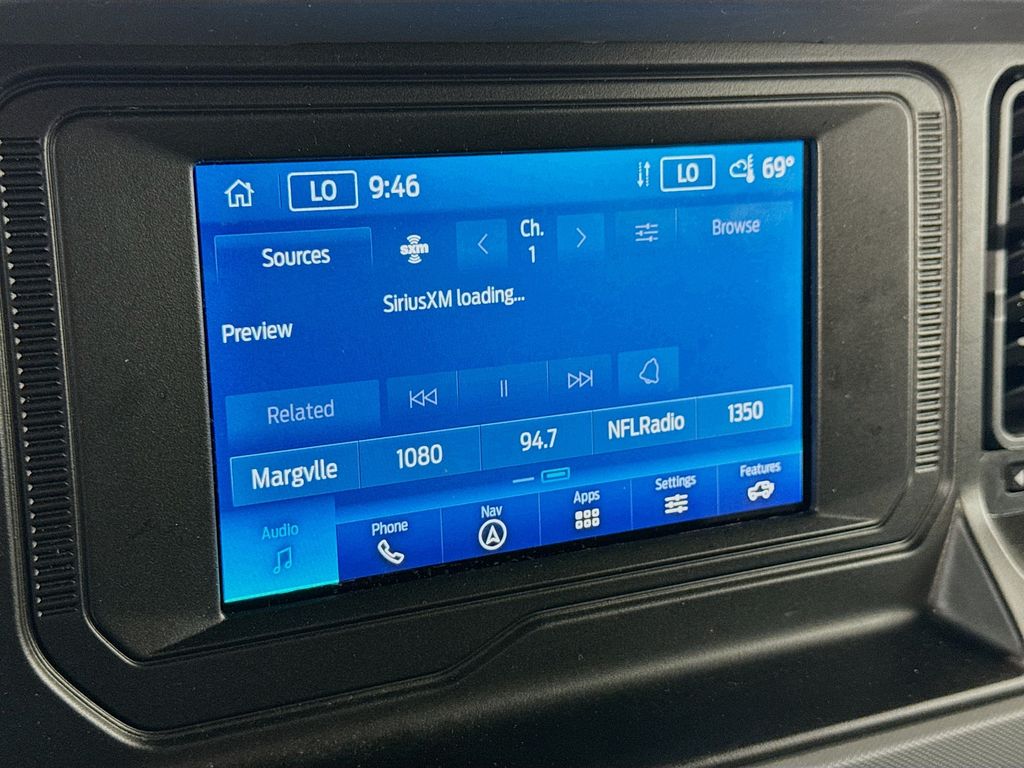 LO 9:46 LO 69°
Sources sxm Ch. 1 Browse
SiriusXM loading...
Preview
Related
Margvlle 1080 94.7 NFLRadio 1350
Audio Phone Nav Apps Settings Features